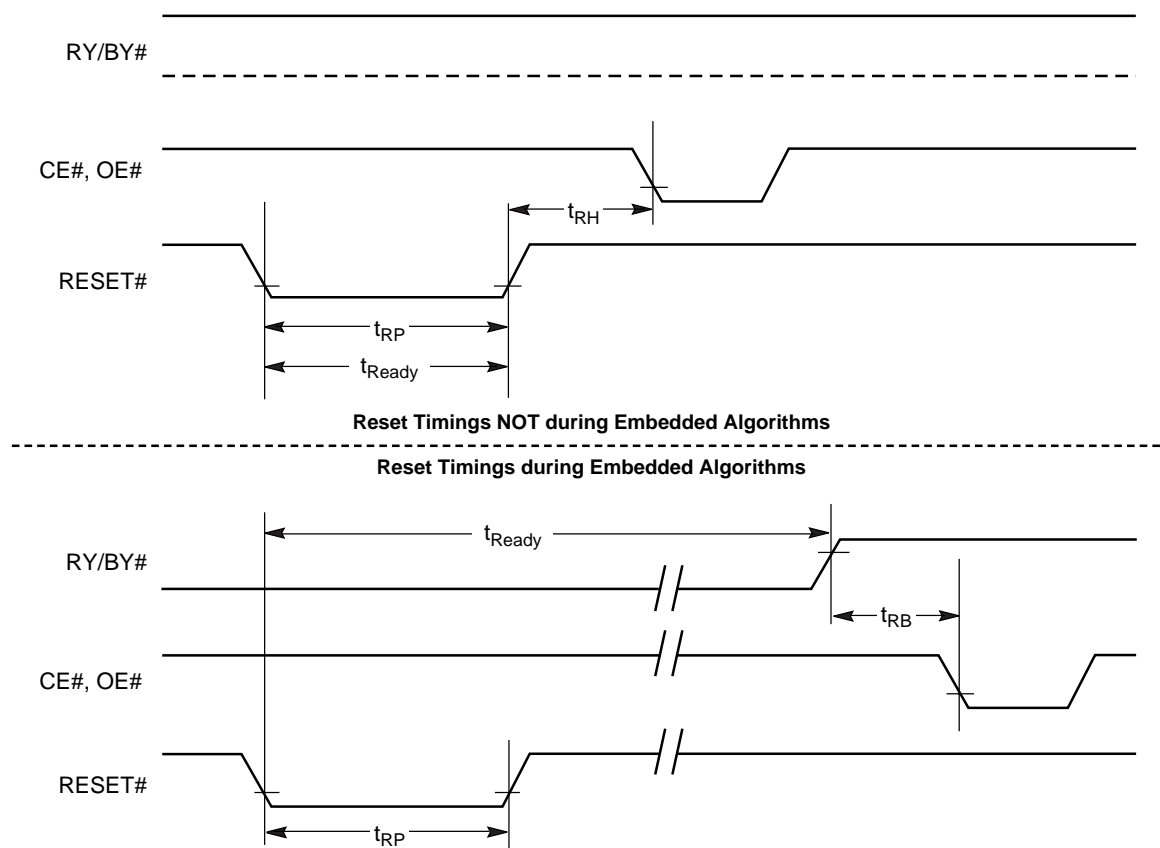 RY/BY#
CE#, OE#
tRH
RESET#
tRP
tReady
Reset Timings NOT during Embedded Algorithms
Reset Timings during Embedded Algorithms
tReady
RY/BY#
tRB
CE#, OE#
RESET#
tRP